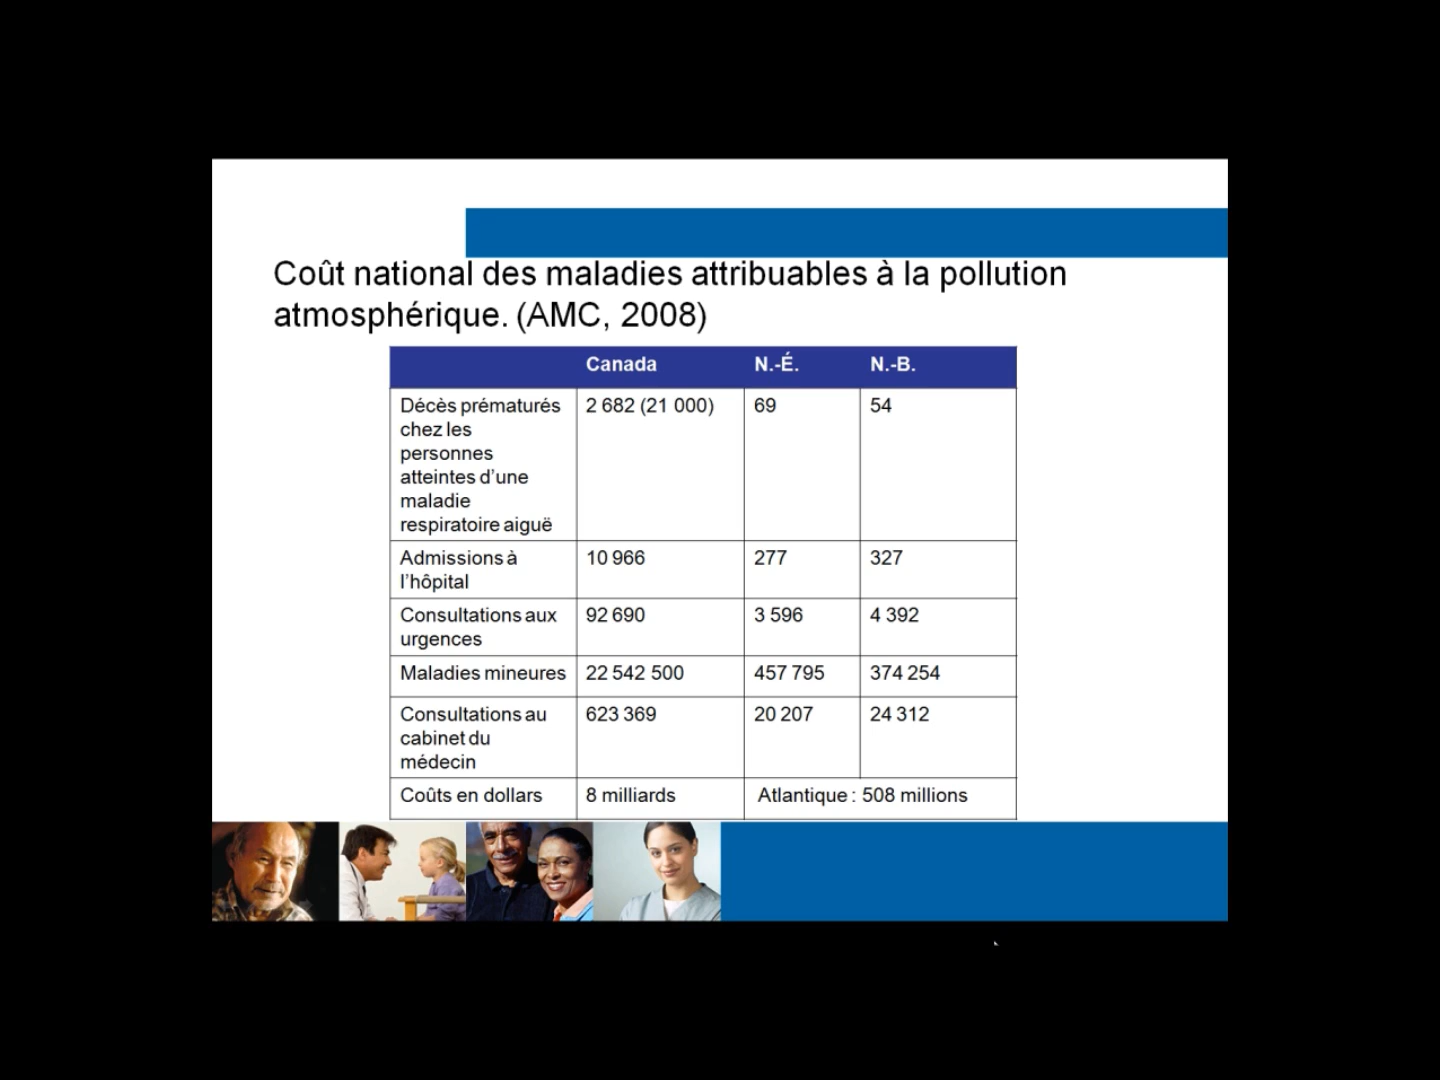 Coût national des maladies attribuables à la pollution
atmosphérique. (AMC, 2008)
Canada N.-É. N.-B.
Décès prématurés
chez les
personnes
atteintes d’une
maladie
respiratoire aiguë
2 682 (21 000) 69 54
Admissions à
l’hôpital
10 966 277 327
Consultations aux
urgences
92 690 3 596 4 392
Maladies mineures 22 542 500 457 795 374 254
Consultations au
cabinet du
médecin
623 369 20 207 24 312
Coûts en dollars 8 milliards Atlantique : 508 millions